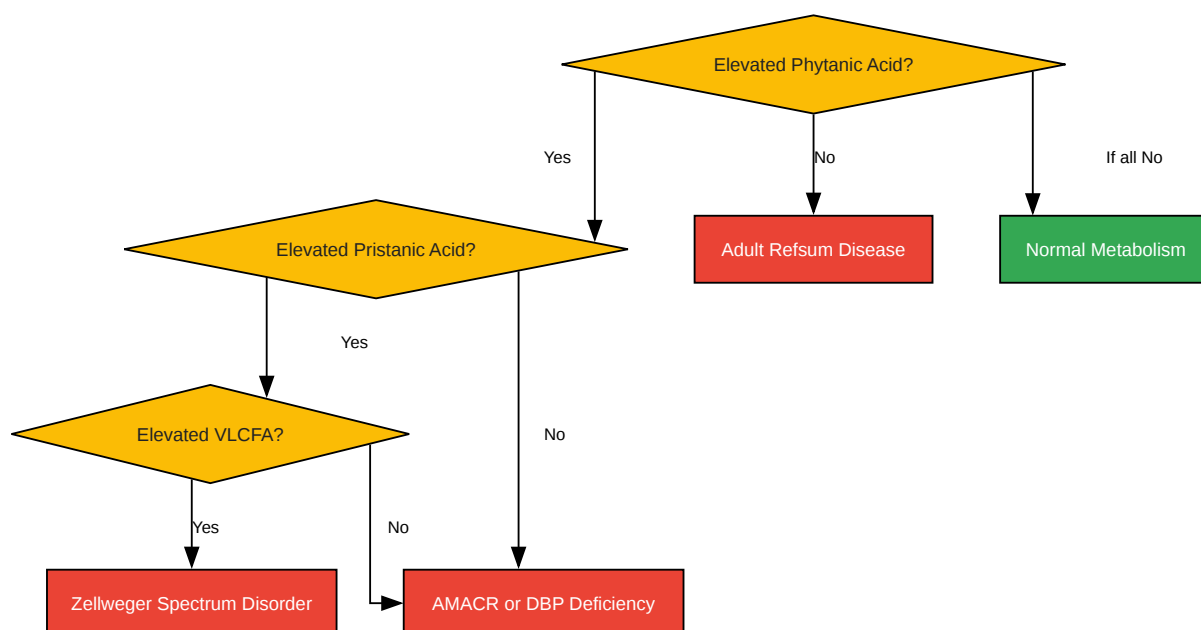 Elevated Phytanic Acid?
Yes
No
If all No
Elevated Pristanic Acid?
Adult Refsum Disease
Normal Metabolism
Yes
Elevated VLCFA?
No
Yes
No
Zellweger Spectrum Disorder
AMACR or DBP Deficiency